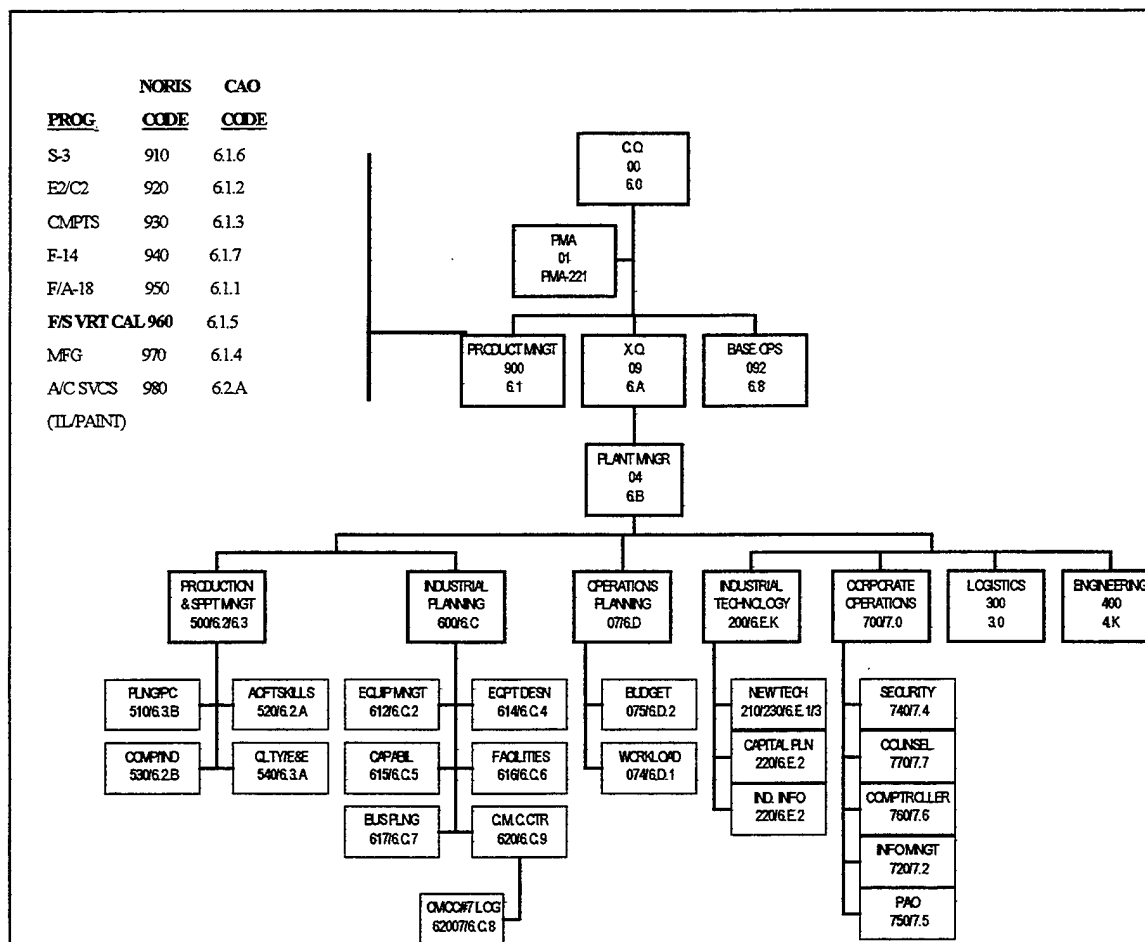 NORIS CAO
PROG. CODE CODE
S-3 910 6.1.6
E2/C2 920 6.1.2
CMPTS 930 6.1.3
F-14 940 6.1.7
F/A-18 950 6.1.1
F/S VRT CAL 960 6.1.5
MFG 970 6.1.4
A/C SVCS 980 6.2.A
(TL/PAINT)
C.O.
00
6.0
PMA
01
PMA-221
PRODUCT MNGT
900
6.1
X.O.
09
6.A
BASE OPS
092
6.8
PLANT MNGR
04
6.B
PRODUCTION
& SPPT MNGT
500/6.2/6.3
INDUSTRIAL
PLANNING
600/6.C
OPERATIONS
PLANNING
07/6.D
INDUSTRIAL
TECHNOLOGY
200/6.E.K
CORPORATE
OPERATIONS
700/7.0
LOGISTICS
300
3.0
ENGINEERING
400
4.K
PLNG/PC
510/6.3.B
ACFT SKILLS
520/6.2.A
COMP/IND
530/6.2.B
QLTY/E&E
540/6.3.A
EQUIP MNGT
612/6.C.2
EQPT DESN
614/6.C.4
CAPABIL
615/6.C.5
FACILITIES
616/6.C.6
BUS PLNG
617/6.C.7
C.M.C. CTR
620/6.C.9
CMCC#7 LOG
62007/6.C.8
BUDGET
075/6.D.2
WORKLOAD
074/6.D.1
NEW TECH
210/230/6.E.1/3
CAPITAL PLN
220/6.E.2
IND. INFO
220/6.E.2
SECURITY
740/7.4
COUNSEL
770/7.7
COMPTROLLER
760/7.6
INFO MNGT
720/7.2
PAO
750/7.5